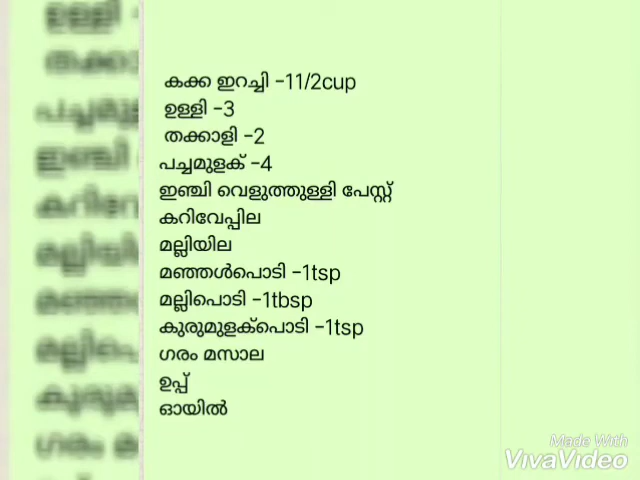 കക്ക ഇറച്ചി -11/2cup
ഉള്ളി -3
തക്കാളി -2
പച്ചമുളക് -4
ഇഞ്ചി വെളുത്തുള്ളി പേസ്റ്റ്
കറിവേപ്പില
മല്ലിയില
മഞ്ഞൾപൊടി -1tsp
മല്ലിപൊടി -1tbsp
കുരുമുളക്പൊടി -1tsp
ഗരം മസാല
ഉപ്പ്
ഓയിൽ
Made With
VivaVideo